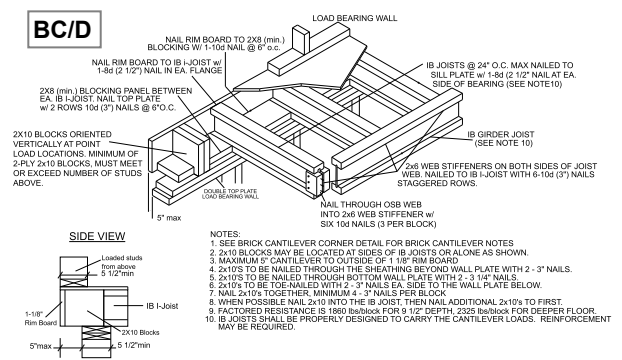 BC/D
LOAD BEARING WALL
NAIL RIM BOARD TO 2X8 (min.)
BLOCKING W/ 1-10d NAIL @ 6" o.c.
NAIL RIM BOARD TO IB i-JOIST w/
1-8d (2 1/2") NAIL IN EA. FLANGE
2X8 (min.) BLOCKING PANEL BETWEEN
EA. IB I-JOIST. NAIL TOP PLATE
w/ 2 ROWS 10d (3") NAILS @ 6"O.C.
2X10 BLOCKS ORIENTED
VERTICALLY AT POINT
LOAD LOCATIONS. MINIMUM OF
2-PLY 2x10 BLOCKS, MUST MEET
OR EXCEED NUMBER OF STUDS
ABOVE.
IB JOISTS @ 24" O.C. MAX NAILED TO
SILL PLATE w/ 1-8d (2 1/2" NAIL AT EA.
SIDE OF BEARING (SEE NOTE10)
IB GIRDER JOIST
(SEE NOTE 10)
2x6 WEB STIFFENERS ON BOTH SIDES OF JOIST
WEB. NAILED TO IB I-JOIST WITH 6-10d (3") NAILS
STAGGERED ROWS.
DOUBLE TOP PLATE
LOAD BEARING WALL
NAIL THROUGH OSB WEB
INTO 2x6 WEB STIFFENER w/
SIX 10d NAILS (3 PER BLOCK)
5" max
SIDE VIEW
Loaded studs
from above
5 1/2"min
IB I-Joist
1-1/8"
Rim Board
2X10 Blocks
5"max
5 1/2"min
NOTES:
1. SEE BRICK CANTILEVER CORNER DETAIL FOR BRICK CANTILEVER NOTES
2. 2x10 BLOCKS MAY BE LOCATED AT SIDES OF IB JOISTS OR ALONE AS SHOWN.
3. MAXIMUM 5" CANTILEVER TO OUTSIDE OF 1 1/8" RIM BOARD
4. 2x10'S TO BE NAILED THROUGH THE SHEATHING BEYOND WALL PLATE WITH 2 - 3" NAILS.
5. 2x10'S TO BE NAILED THROUGH BOTTOM WALL PLATE WITH 2 - 3 1/4" NAILS.
6. 2x10's TO BE TOE-NAILED WITH 2 - 3" NAILS EA. SIDE TO THE WALL PLATE BELOW.
7. NAIL 2x10's TOGETHER, MINIMUM 4 - 3" NAILS PER BLOCK
8. WHEN POSSIBLE NAIL 2x10 INTO THE IB JOIST, THEN NAIL ADDITIONAL 2x10's TO FIRST.
9. FACTORED RESISTANCE IS 1860 lbs/block FOR 9 1/2" DEPTH, 2325 lbs/block FOR DEEPER FLOOR.
10. IB JOISTS SHALL BE PROPERLY DESIGNED TO CARRY THE CANTILEVER LOADS. REINFORCEMENT
MAY BE REQUIRED.